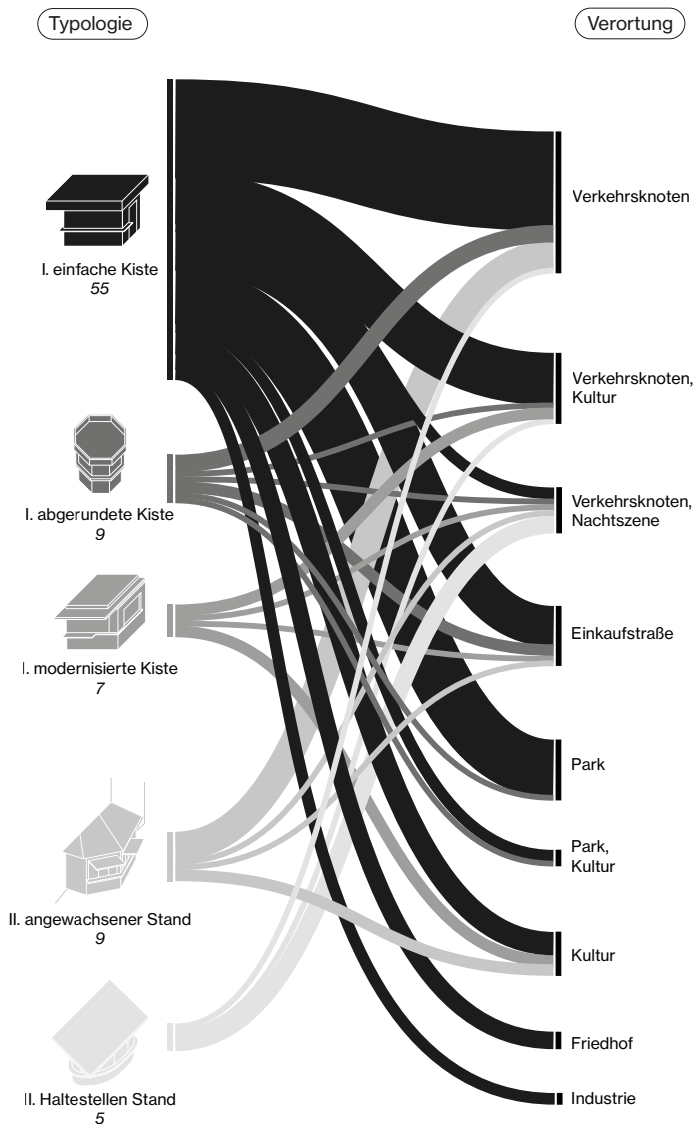 Typologie
Verortung
I. einfache Kiste
55
I. abgerundete Kiste
9
I. modernisierte Kiste
7
II. angewachsener Stand
9
II. Haltestellen Stand
5
Verkehrsknoten
Verkehrsknoten,
Kultur
Verkehrsknoten,
Nachtszene
Einkaufstraße
Park
Park,
Kultur
Kultur
Friedhof
Industrie